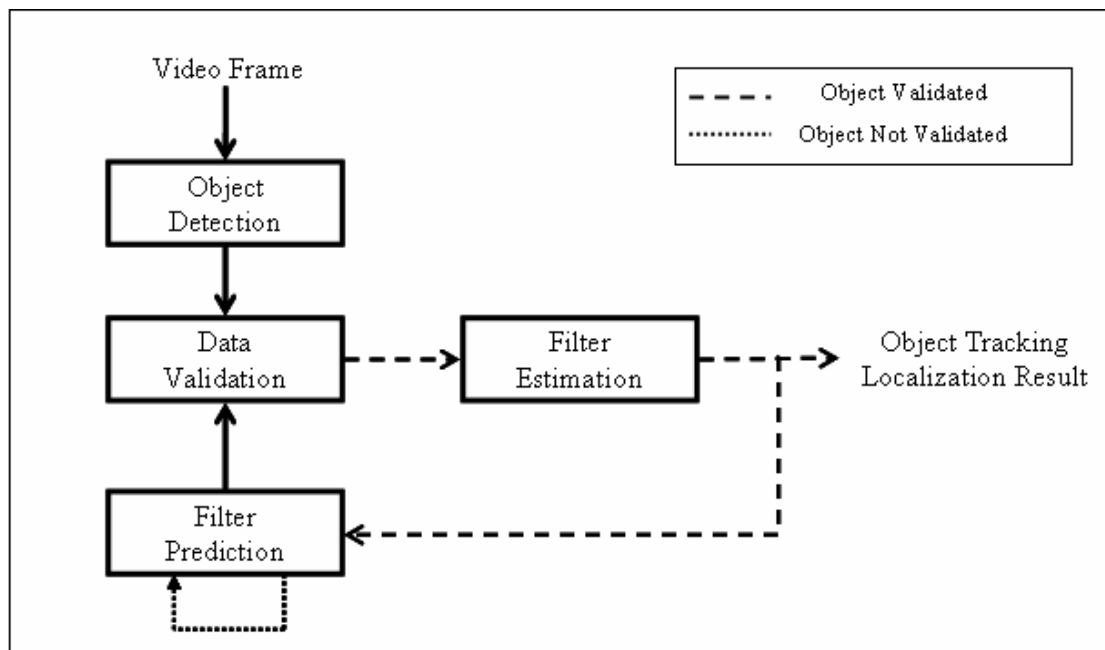 Video Frame
Object Validated
Object Not Validated
Object
Detection
Data
Validation
Filter
Estimation
Object Tracking
Localization Result
Filter
Prediction